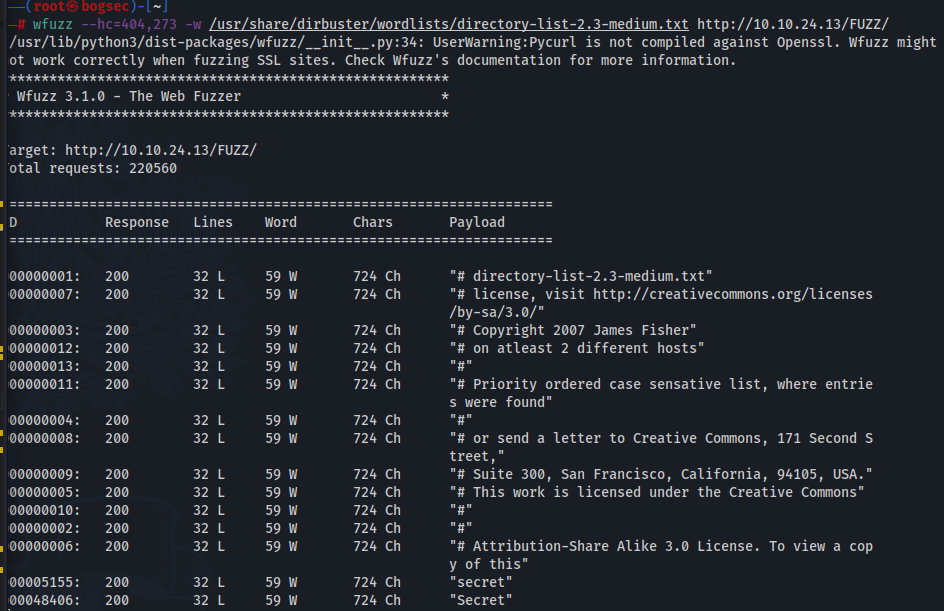 (root㉿bogsec)-[~]
# wfuzz --hc=404,273 -w /usr/share/dirbuster/wordlists/directory-list-2.3-medium.txt http://10.10.24.13/FUZZ/
/usr/lib/python3/dist-packages/wfuzz/__init__.py:34: UserWarning:Pycurl is not compiled against Openssl. Wfuzz might
ot work correctly when fuzzing SSL sites. Check Wfuzz's documentation for more information.
********************************************************
Wfuzz 3.1.0 - The Web Fuzzer *
********************************************************
arget: http://10.10.24.13/FUZZ/
otal requests: 220560
=====================================================================
D Response Lines Word Chars Payload
=====================================================================
00000001: 200 32 L 59 W 724 Ch "# directory-list-2.3-medium.txt"
00000007: 200 32 L 59 W 724 Ch "# license, visit http://creativecommons.org/licenses
/by-sa/3.0/"
00000003: 200 32 L 59 W 724 Ch "# Copyright 2007 James Fisher"
00000012: 200 32 L 59 W 724 Ch "# on atleast 2 different hosts"
00000013: 200 32 L 59 W 724 Ch "#"
00000011: 200 32 L 59 W 724 Ch "# Priority ordered case sensative list, where entrie
s were found"
00000004: 200 32 L 59 W 724 Ch "#"
00000008: 200 32 L 59 W 724 Ch "# or send a letter to Creative Commons, 171 Second S
treet,"
00000009: 200 32 L 59 W 724 Ch "# Suite 300, San Francisco, California, 94105, USA."
00000005: 200 32 L 59 W 724 Ch "# This work is licensed under the Creative Commons"
00000010: 200 32 L 59 W 724 Ch "#"
00000002: 200 32 L 59 W 724 Ch "#"
00000006: 200 32 L 59 W 724 Ch "# Attribution-Share Alike 3.0 License. To view a cop
y of this"
00005155: 200 32 L 59 W 724 Ch "secret"
00048406: 200 32 L 59 W 724 Ch "Secret"